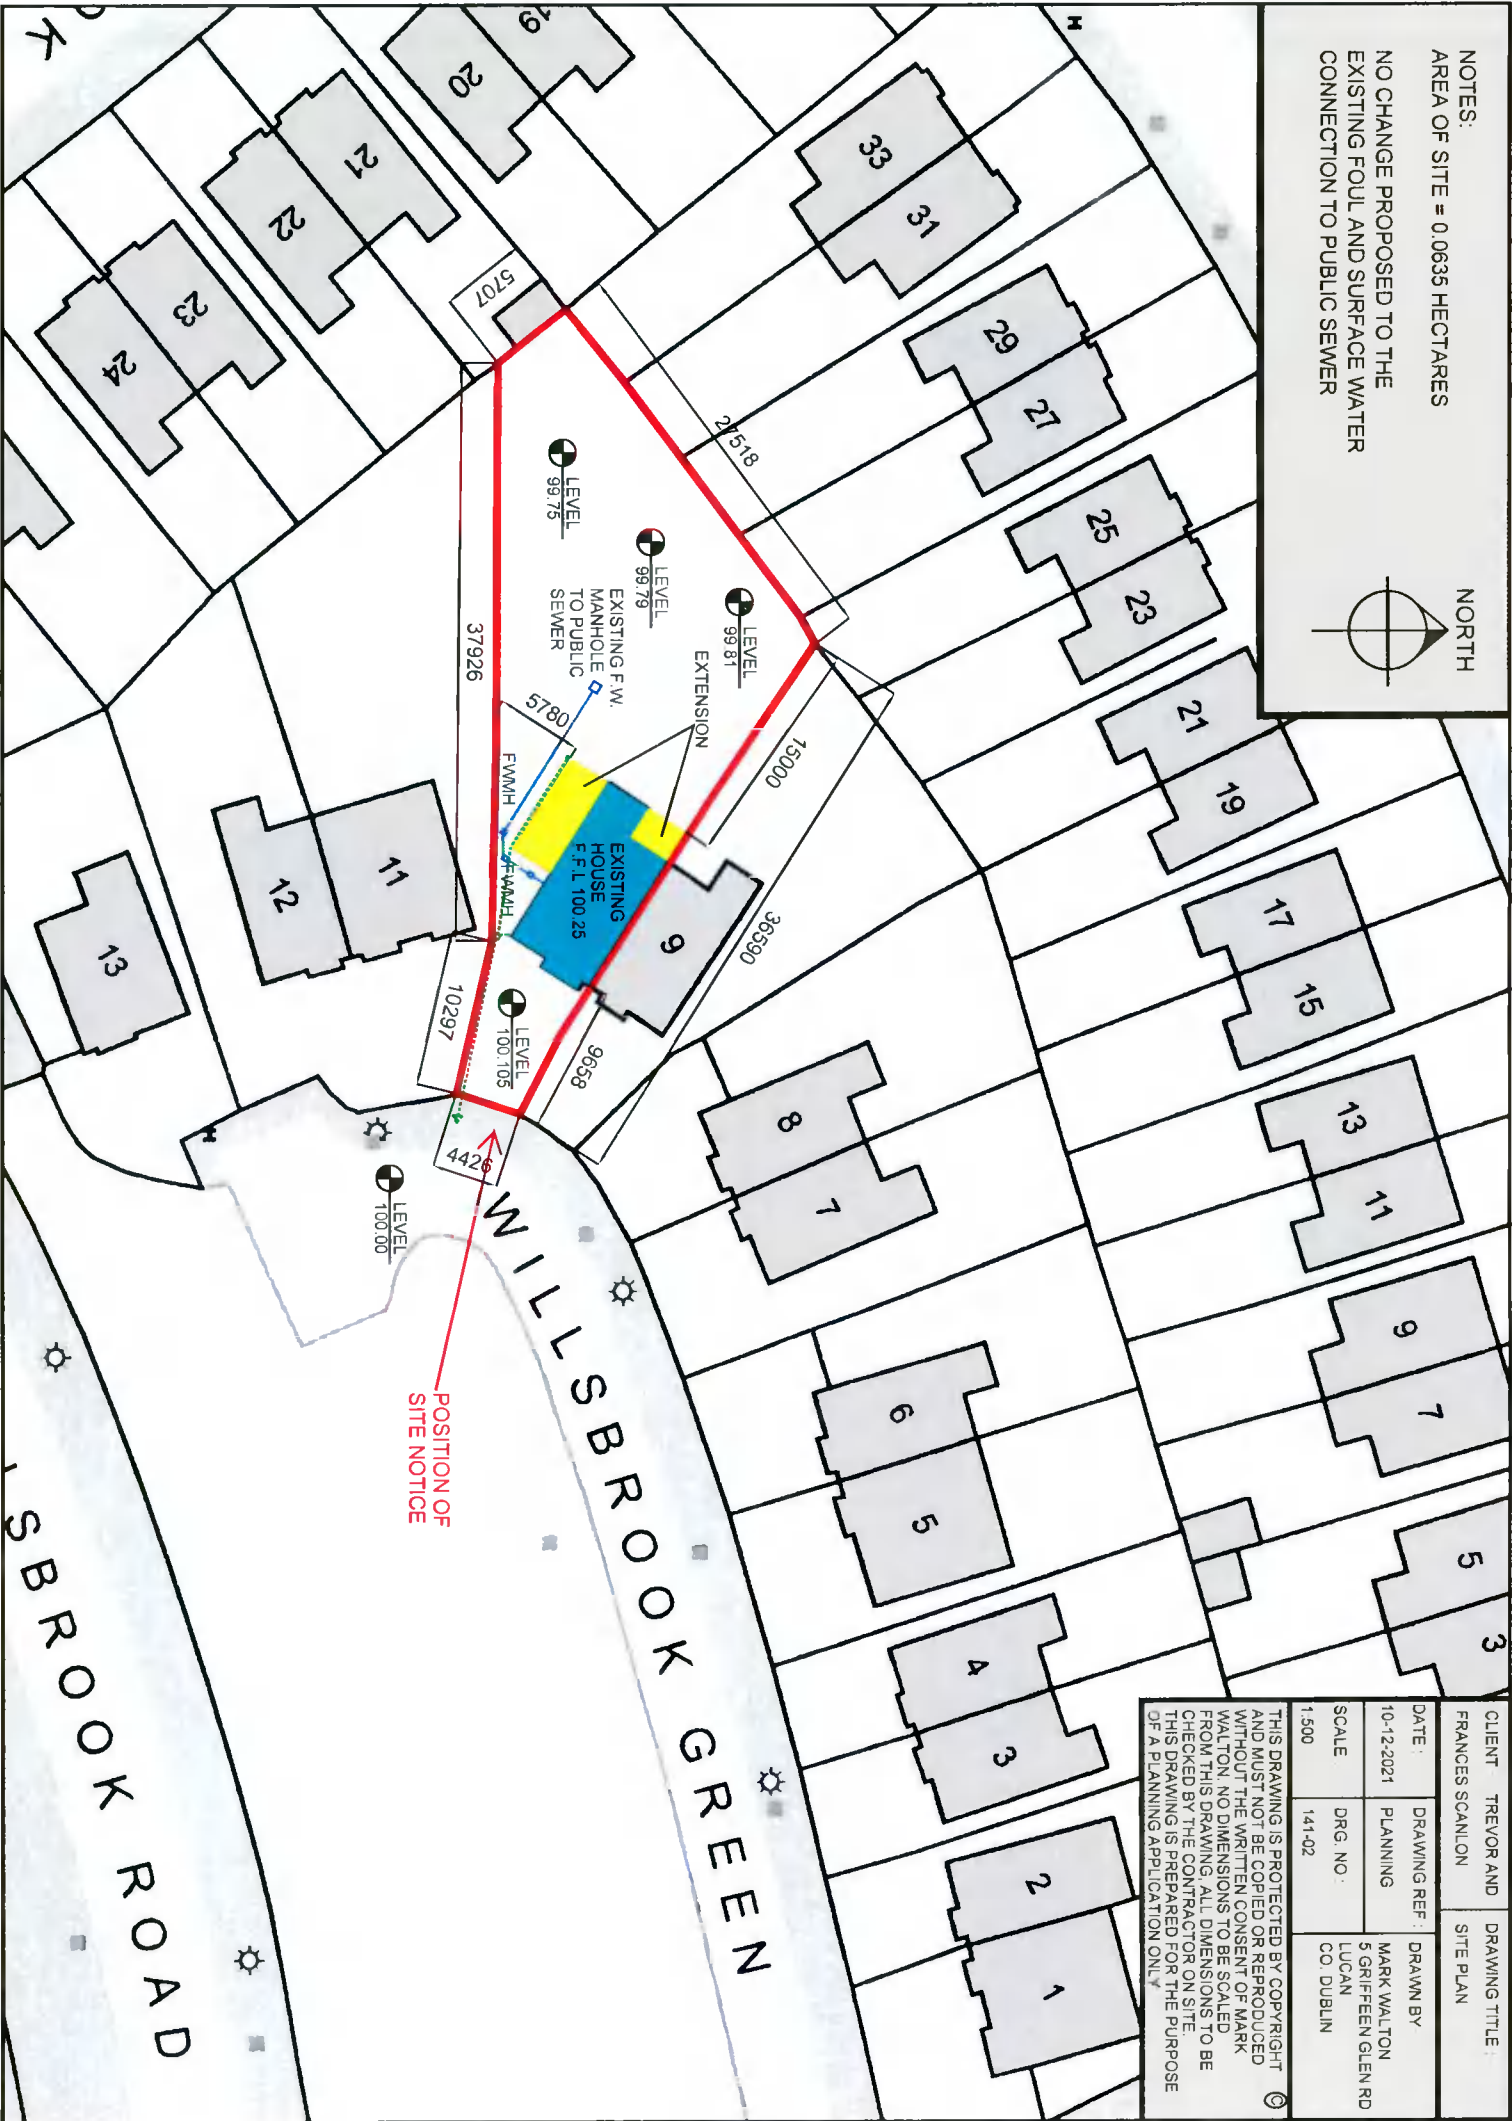 NOTES:
AREA OF SITE = 0.0635 HECTARES
NO CHANGE PROPOSED TO THE
EXISTING FOUL AND SURFACE WATER
CONNECTION TO PUBLIC SEWER
NORTH
CLIENT TREVOR AND
FRANCES SCANLON
DRAWING TITLE :
SITE PLAN
DATE :
10-12-2021
DRAWING REF :
PLANNING
DRAWN BY
MARK WALTON
5 GRIFFEEN GLEN RD
LUCAN
CO. DUBLIN
SCALE
1:500
DRG. NO :
141-02
THIS DRAWING IS PROTECTED BY COPYRIGHT ©
AND MUST NOT BE COPIED OR REPRODUCED
WITHOUT THE WRITTEN CONSENT OF MARK
WALTON. NO DIMENSIONS TO BE SCALED
FROM THIS DRAWING, ALL DIMENSIONS TO BE
CHECKED BY THE CONTRACTOR ON SITE.
THIS DRAWING IS PREPARED FOR THE PURPOSE
OF A PLANNING APPLICATION ONLY
33
31
29
27
25
23
21
19
17
15
13
11
9
7
5
3
19
20
21
22
23
24
H
K
5707
27518
37926
15000
36590
5780
10297
9658
4426
LEVEL
99.75
LEVEL
99.79
LEVEL
99.81
EXTENSION
EXISTING F.W.
MANHOLE
TO PUBLIC
SEWER
FWMH
FWMH
EXISTING
HOUSE
F.F.L 100.25
LEVEL
100.105
LEVEL
100.00
9
8
7
6
5
4
3
2
1
11
12
13
H
POSITION OF
SITE NOTICE
WILLSBROOK GREEN
LSBROOK ROAD